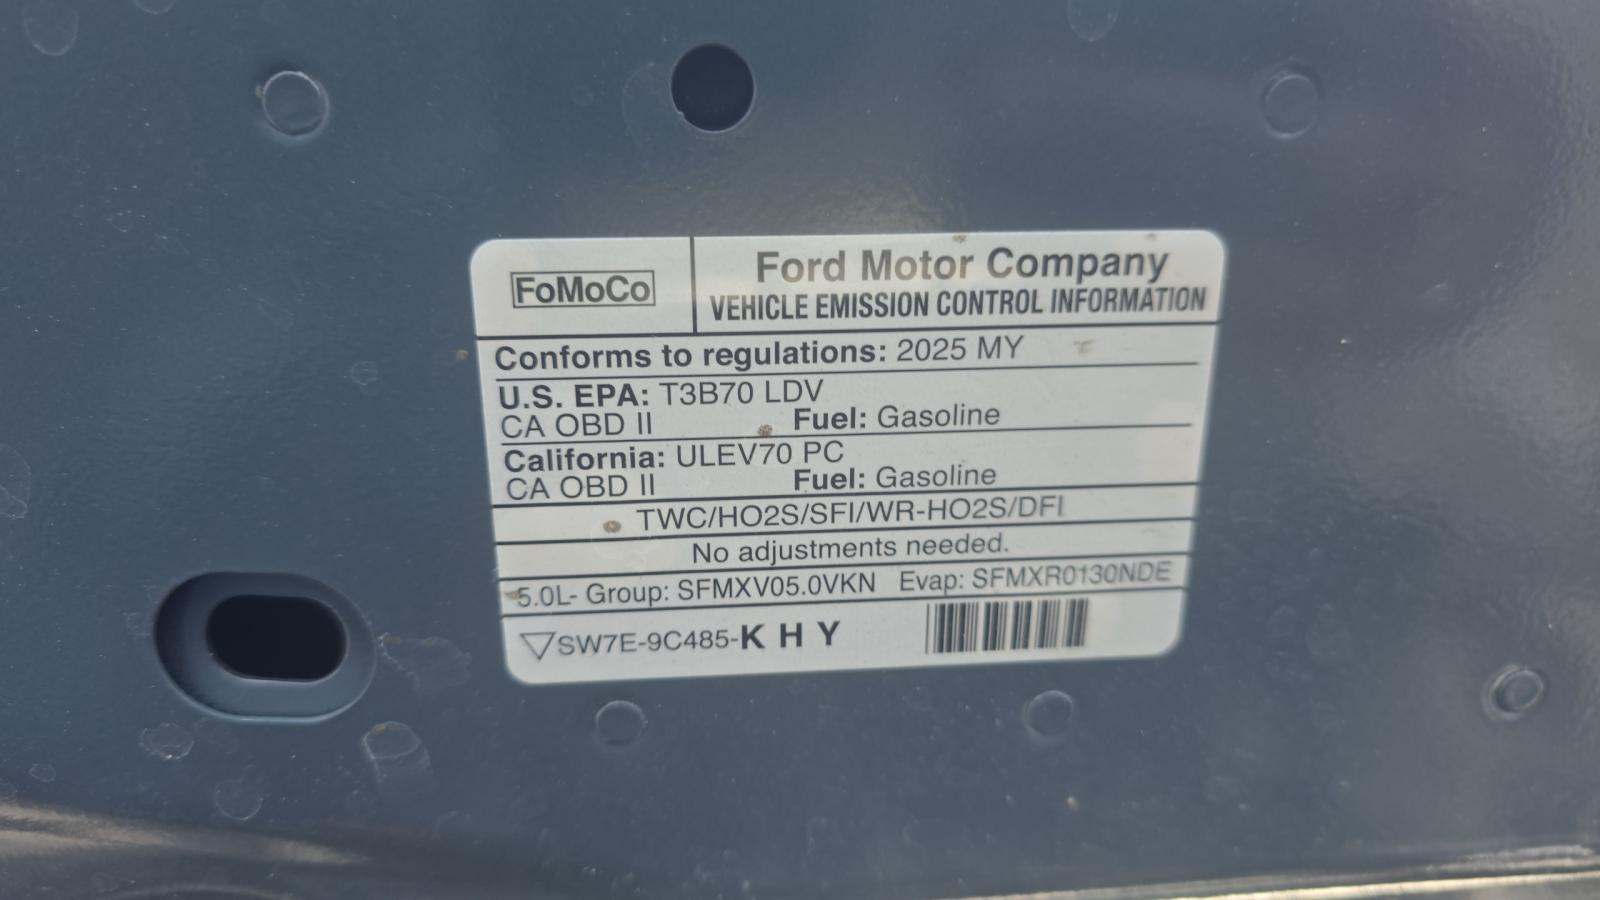 FoMoCo
Ford Motor Company
VEHICLE EMISSION CONTROL INFORMATION
Conforms to regulations: 2025 MY
U.S. EPA: T3B70 LDV
CA OBD II Fuel: Gasoline
California: ULEV70 PC
CA OBD II Fuel: Gasoline
TWC/HO2S/SFI/WR-HO2S/DFI
No adjustments needed.
5.0L- Group: SFMXV05.0VKN Evap: SFMXR0130NDE
SW7E-9C485-K H Y